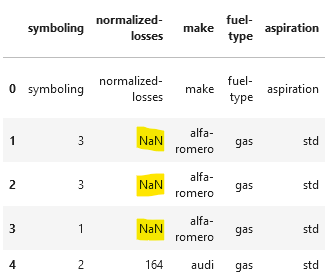 symboling normalized-losses make fuel-type aspiration
0 symboling normalized-losses make fuel-type aspiration
1 3 NaN alfa-romero gas std
2 3 NaN alfa-romero gas std
3 1 NaN alfa-romero gas std
4 2 164 audi gas std